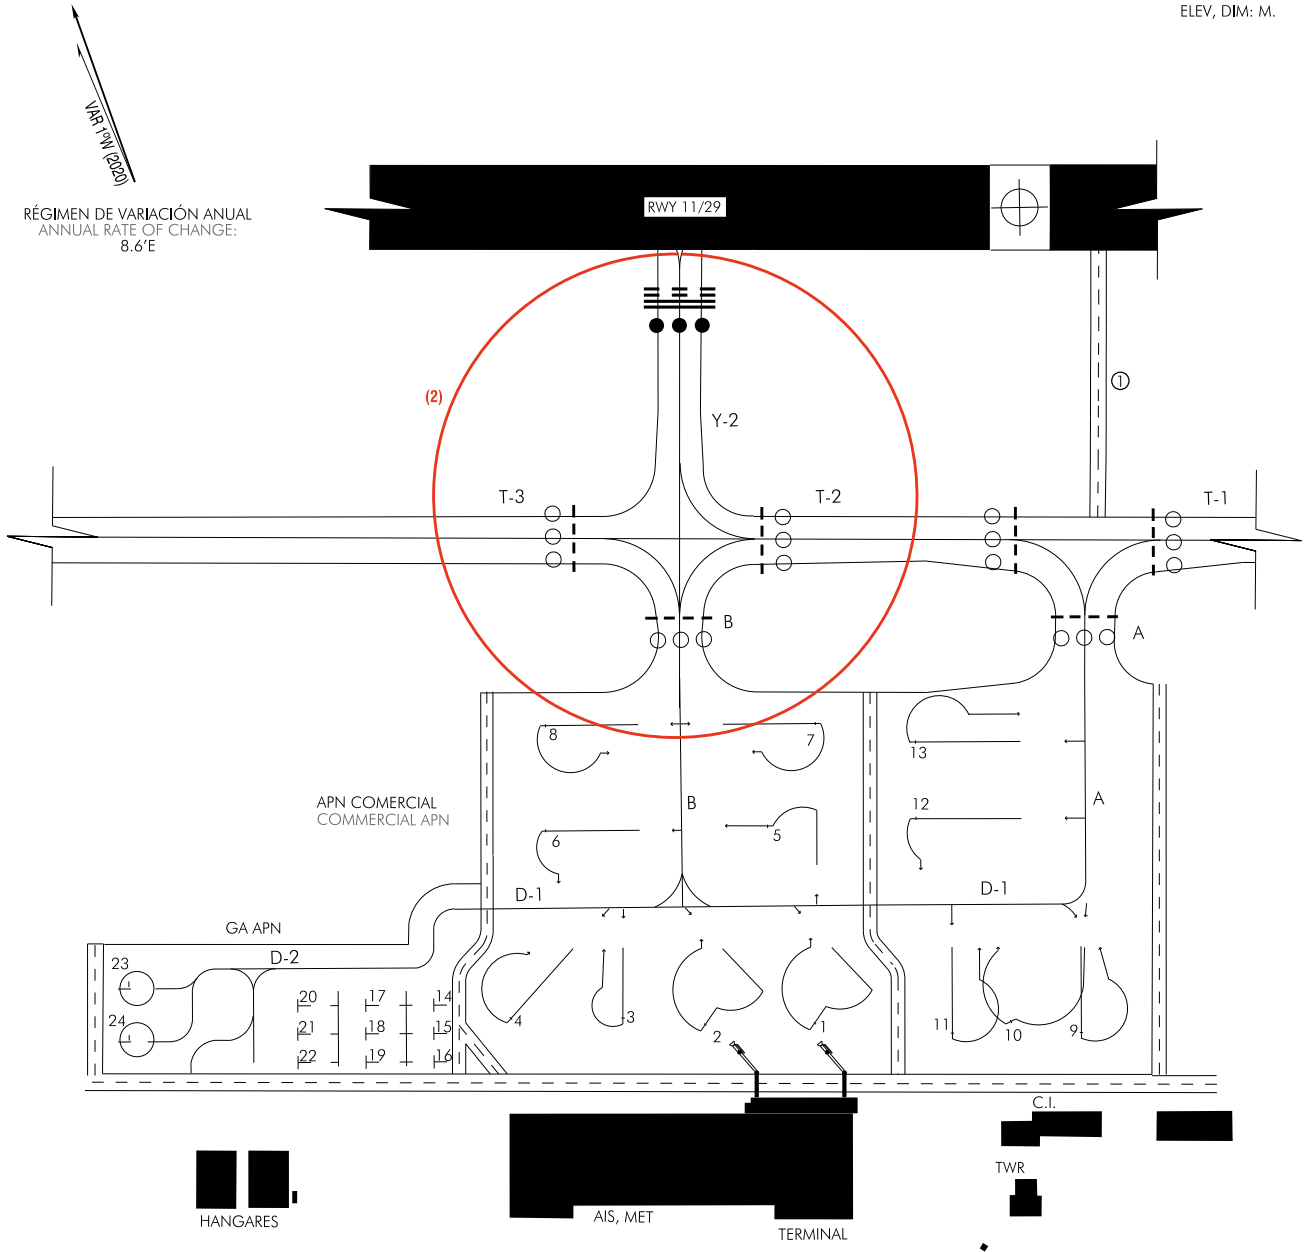 ELEV, DIM: M.
VAR 1ºW (2020)
RÉGIMEN DE VARIACIÓN ANUAL
ANNUAL RATE OF CHANGE:
8.6'E
RWY 11/29
1
(2)
Y-2
T-3
T-2
T-1
B
A
8
7
13
APN COMERCIAL
COMMERCIAL APN
B
A
12
6
5
D-1
D-1
GA APN
D-2
23
24
20
17
14
21
18
15
22
19
16
4
3
2
1
11
10
9
C.I.
TWR
HANGARES
AIS, MET
TERMINAL